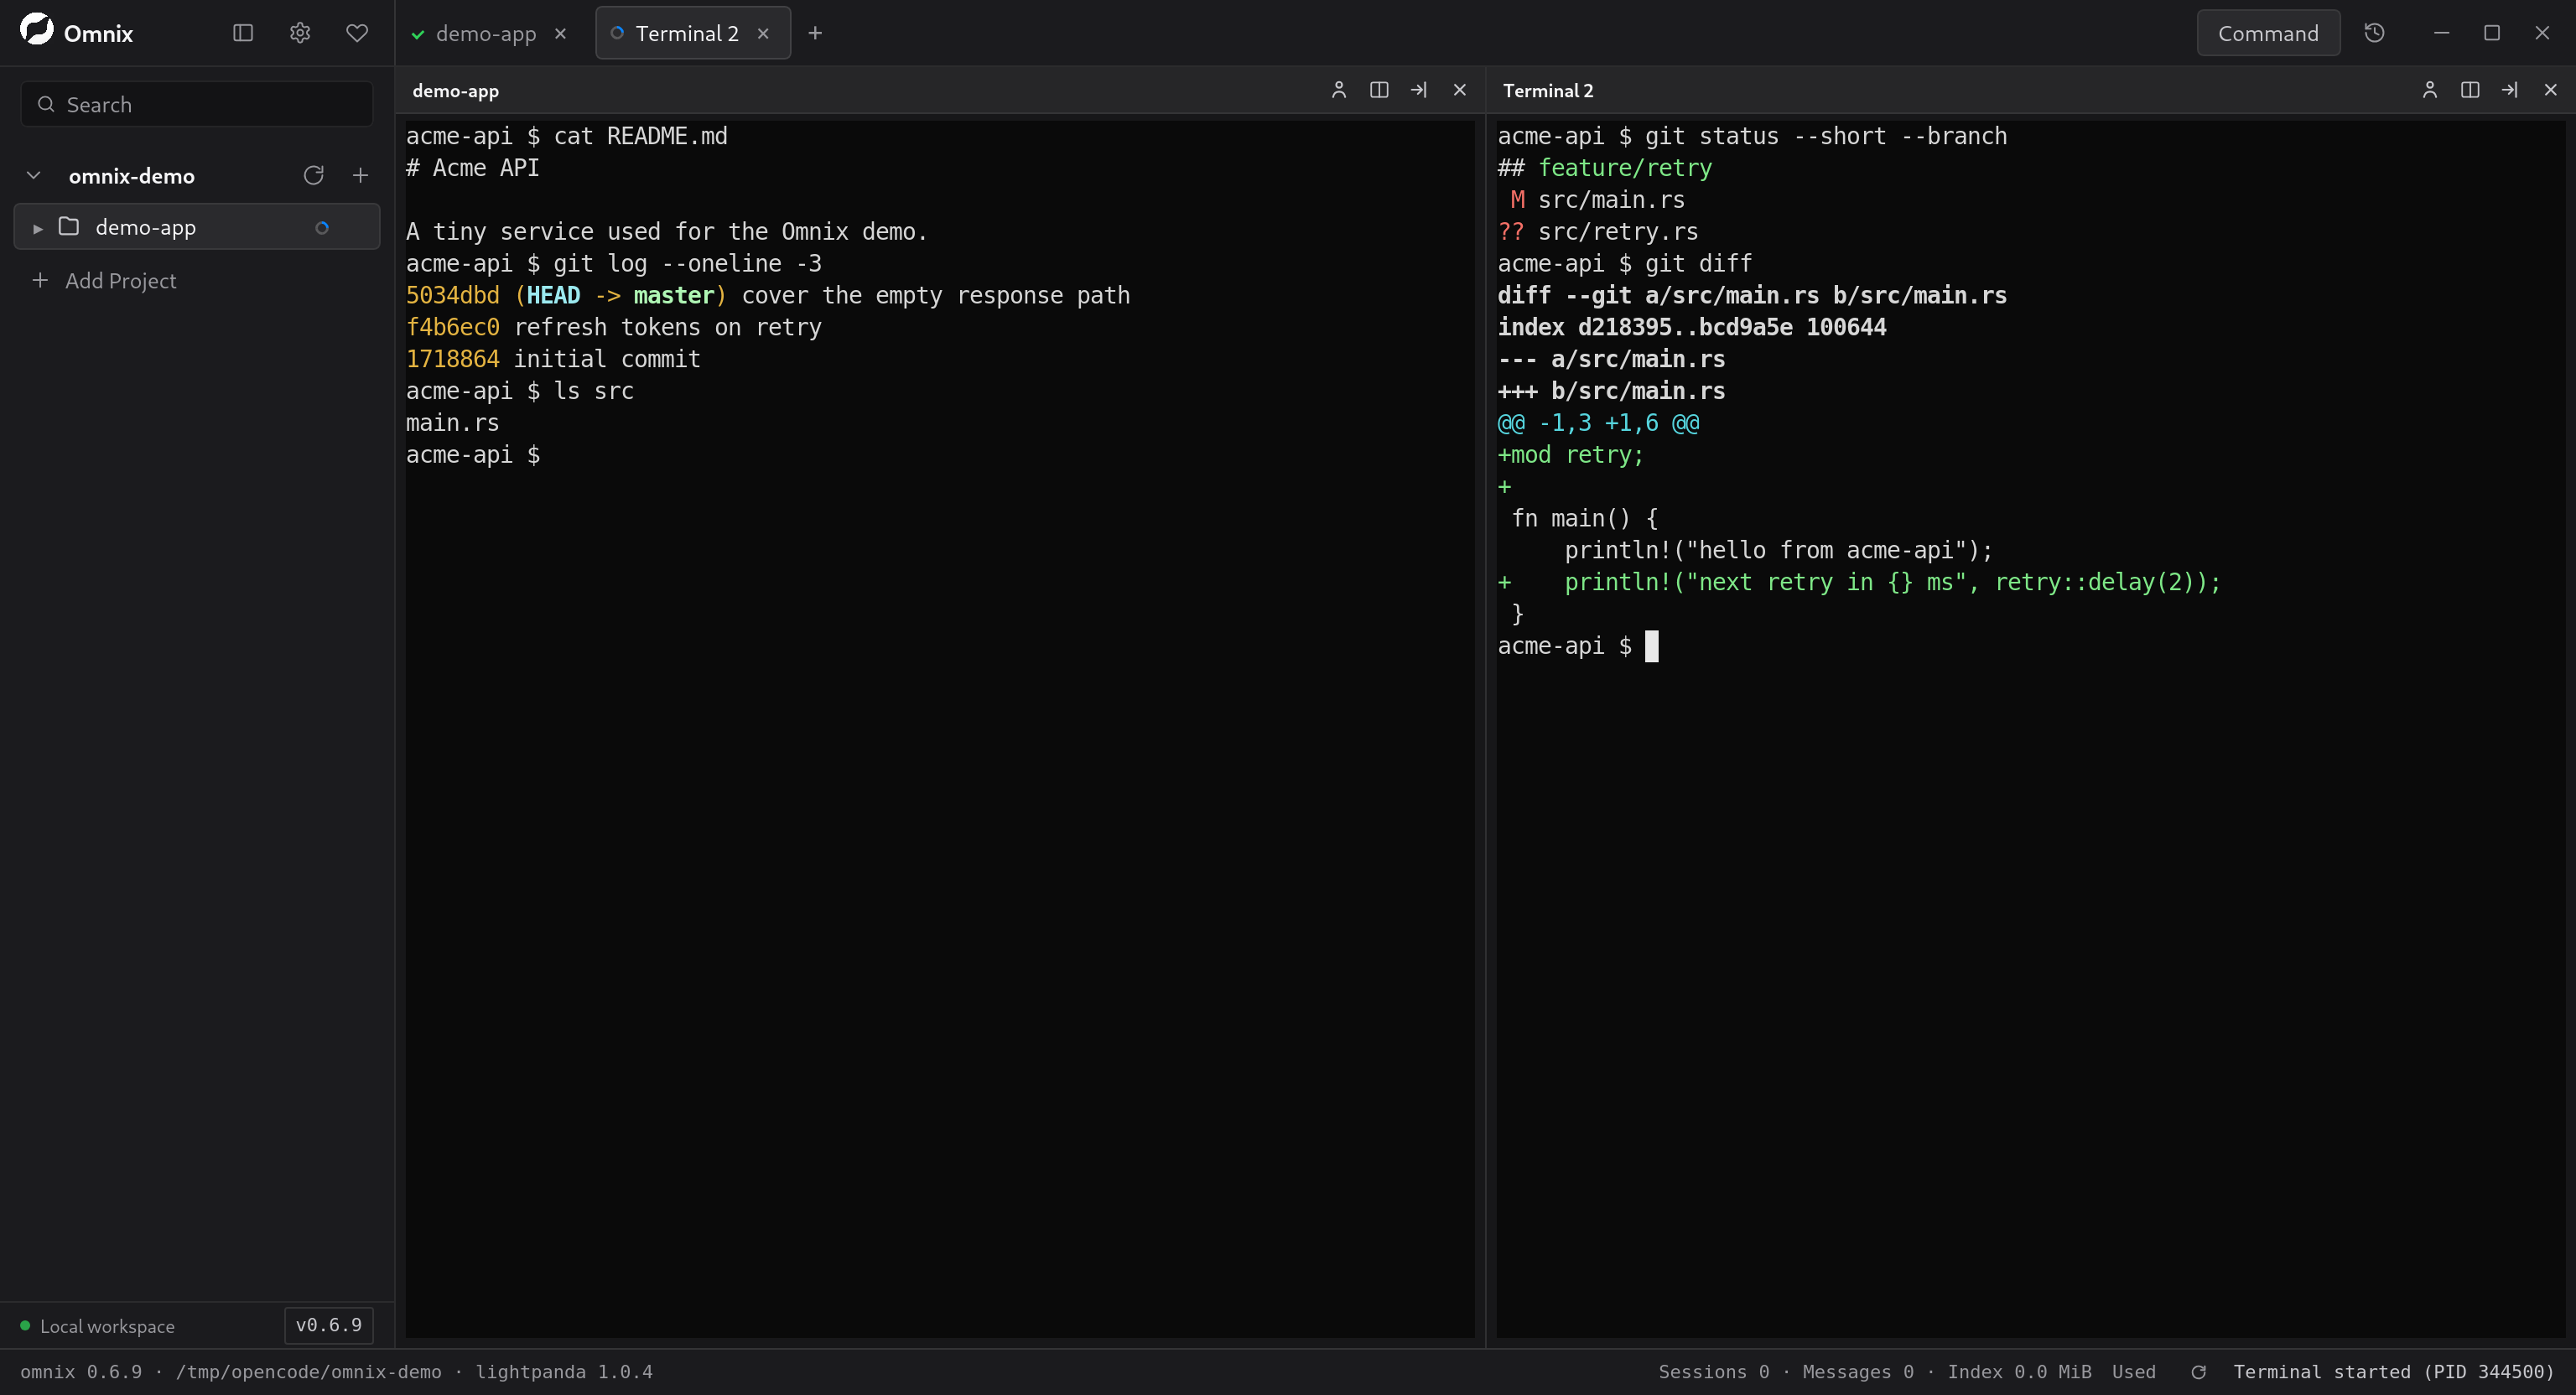 Omnix
demo-app
Terminal 2
Command
Search
omnix-demo
demo-app
Add Project
Local workspace
v0.6.9
demo-app
acme-api $ cat README.md
# Acme API

A tiny service used for the Omnix demo.
acme-api $ git log --oneline -3
5034dbd (HEAD -> master) cover the empty response path
f4b6ec0 refresh tokens on retry
1718864 initial commit
acme-api $ ls src
main.rs
acme-api $
Terminal 2
acme-api $ git status --short --branch
## feature/retry
 M src/main.rs
?? src/retry.rs
acme-api $ git diff
diff --git a/src/main.rs b/src/main.rs
index d218395..bcd9a5e 100644
--- a/src/main.rs
+++ b/src/main.rs
@@ -1,3 +1,6 @@
+mod retry;
+
 fn main() {
     println!("hello from acme-api");
+    println!("next retry in {} ms", retry::delay(2));
 }
acme-api $
omnix 0.6.9 · /tmp/opencode/omnix-demo · lightpanda 1.0.4
Sessions 0 · Messages 0 · Index 0.0 MiB Used
Terminal started (PID 344500)